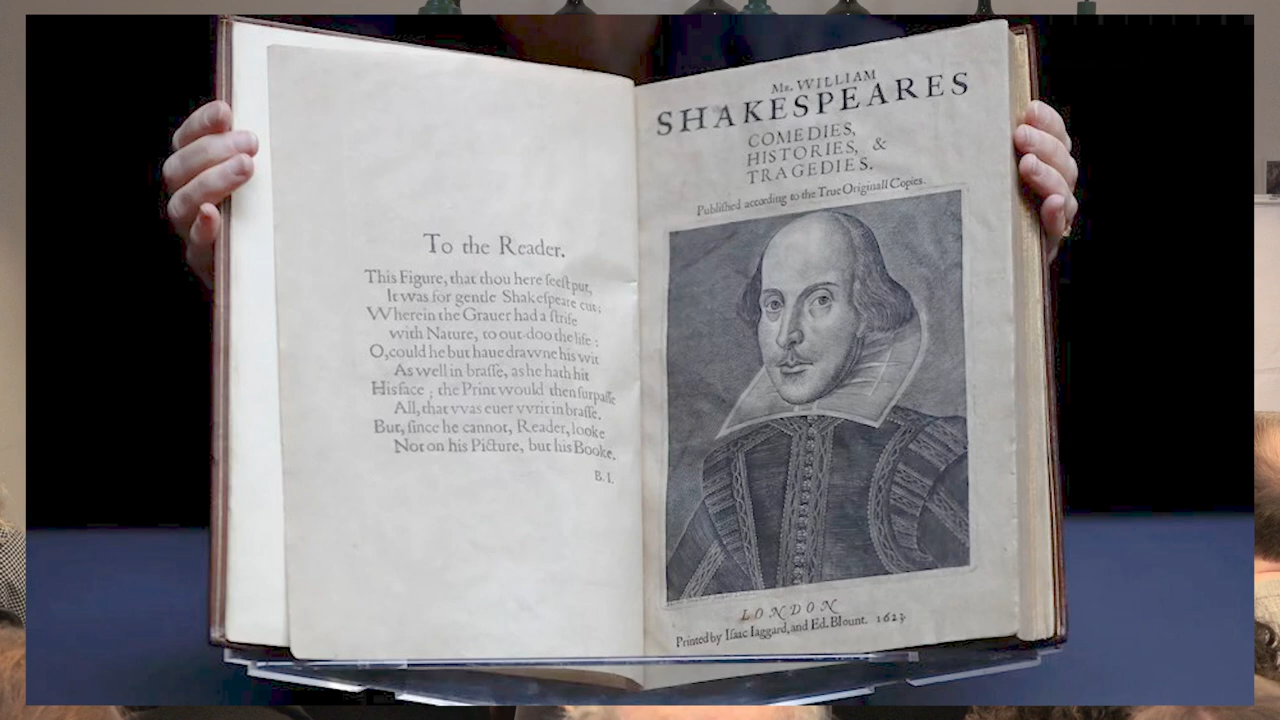 To the Reader.
This Figure, that thou here seeſt put,
It was for gentle Shakeſpeare cut;
Wherein the Grauer had a ſtrife
with Nature, to out-doo the life:
O, could he but haue drawne his wit
As well in braſſe, as he hath hit
His face; the Print would then ſurpaſſe
All, that vvas euer vvrit in braſſe.
But, ſince he cannot, Reader, looke
Not on his Picture, but his Booke.
B. I.
Mr. WILLIAM
SHAKESPEARES
COMEDIES,
HISTORIES, &
TRAGEDIES.
Publiſhed according to the True Originall Copies.
LONDON
Printed by Iſaac Iaggard, and Ed. Blount. 1623.